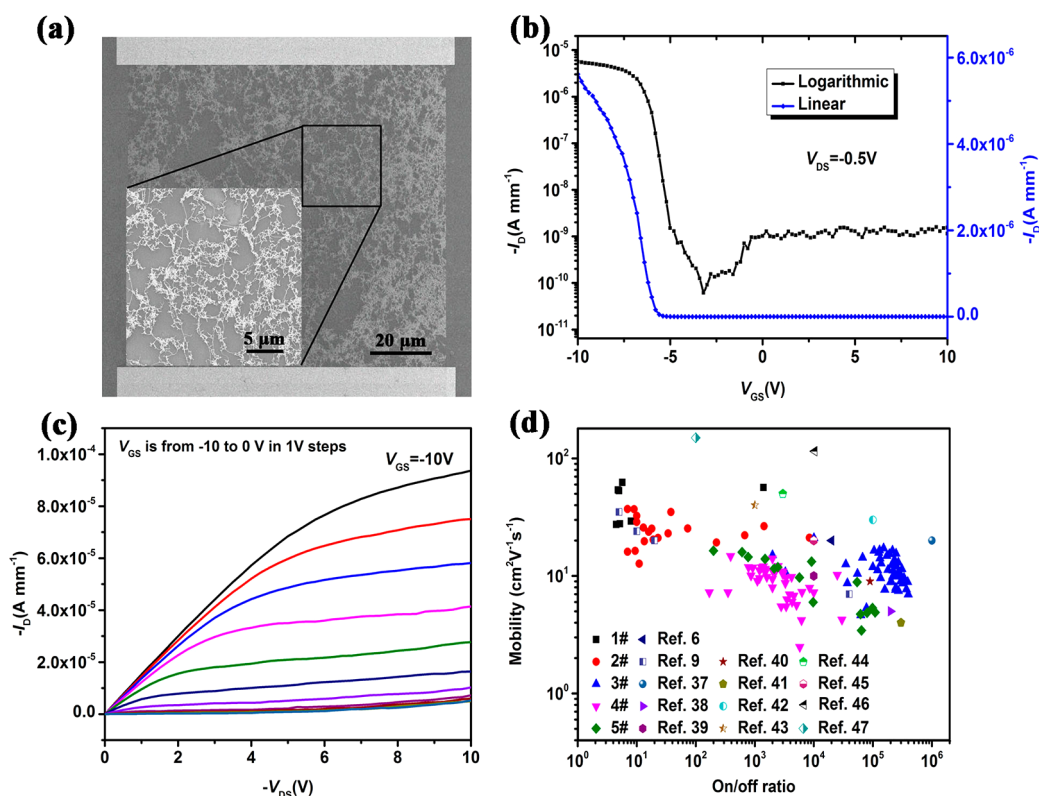 (a)
5 µm
20 µm
(b)
10⁻⁵
10⁻⁶
10⁻⁷
10⁻⁸
10⁻⁹
10⁻¹⁰
10⁻¹¹
-I_D(A mm⁻¹)
Logarithmic
Linear
V_DS=-0.5V
6.0x10⁻⁶
4.0x10⁻⁶
2.0x10⁻⁶
0.0
-I_D(A mm⁻¹)
-10 -5 0 5 10
V_GS(V)
(c)
V_GS is from -10 to 0 V in 1V steps
V_GS=-10V
1.0x10⁻⁴
8.0x10⁻⁵
6.0x10⁻⁵
4.0x10⁻⁵
2.0x10⁻⁵
0.0
-I_D(A mm⁻¹)
0 2 4 6 8 10
-V_DS(V)
(d)
10²
10¹
10⁰
Mobility (cm²V⁻¹s⁻¹)
1# Ref. 6
2# Ref. 9 Ref. 40 Ref. 44
3# Ref. 37 Ref. 41 Ref. 45
4# Ref. 38 Ref. 42 Ref. 46
5# Ref. 39 Ref. 43 Ref. 47
10⁰ 10¹ 10² 10³ 10⁴ 10⁵ 10⁶
On/off ratio